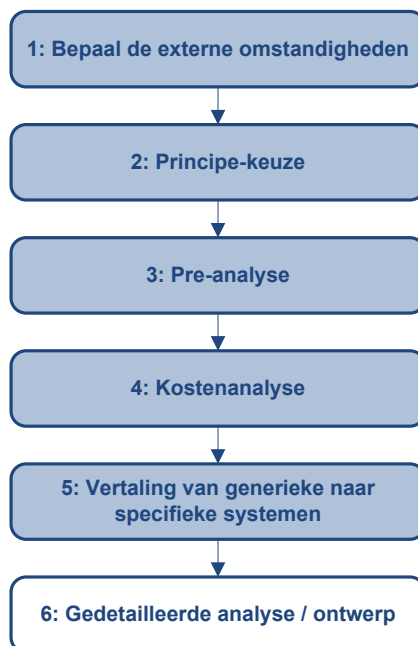 1: Bepaal de externe omstandigheden
2: Principe-keuze
3: Pre-analyse
4: Kostenanalyse
5: Vertaling van generieke naar
specifieke systemen
6: Gedetailleerde analyse / ontwerp